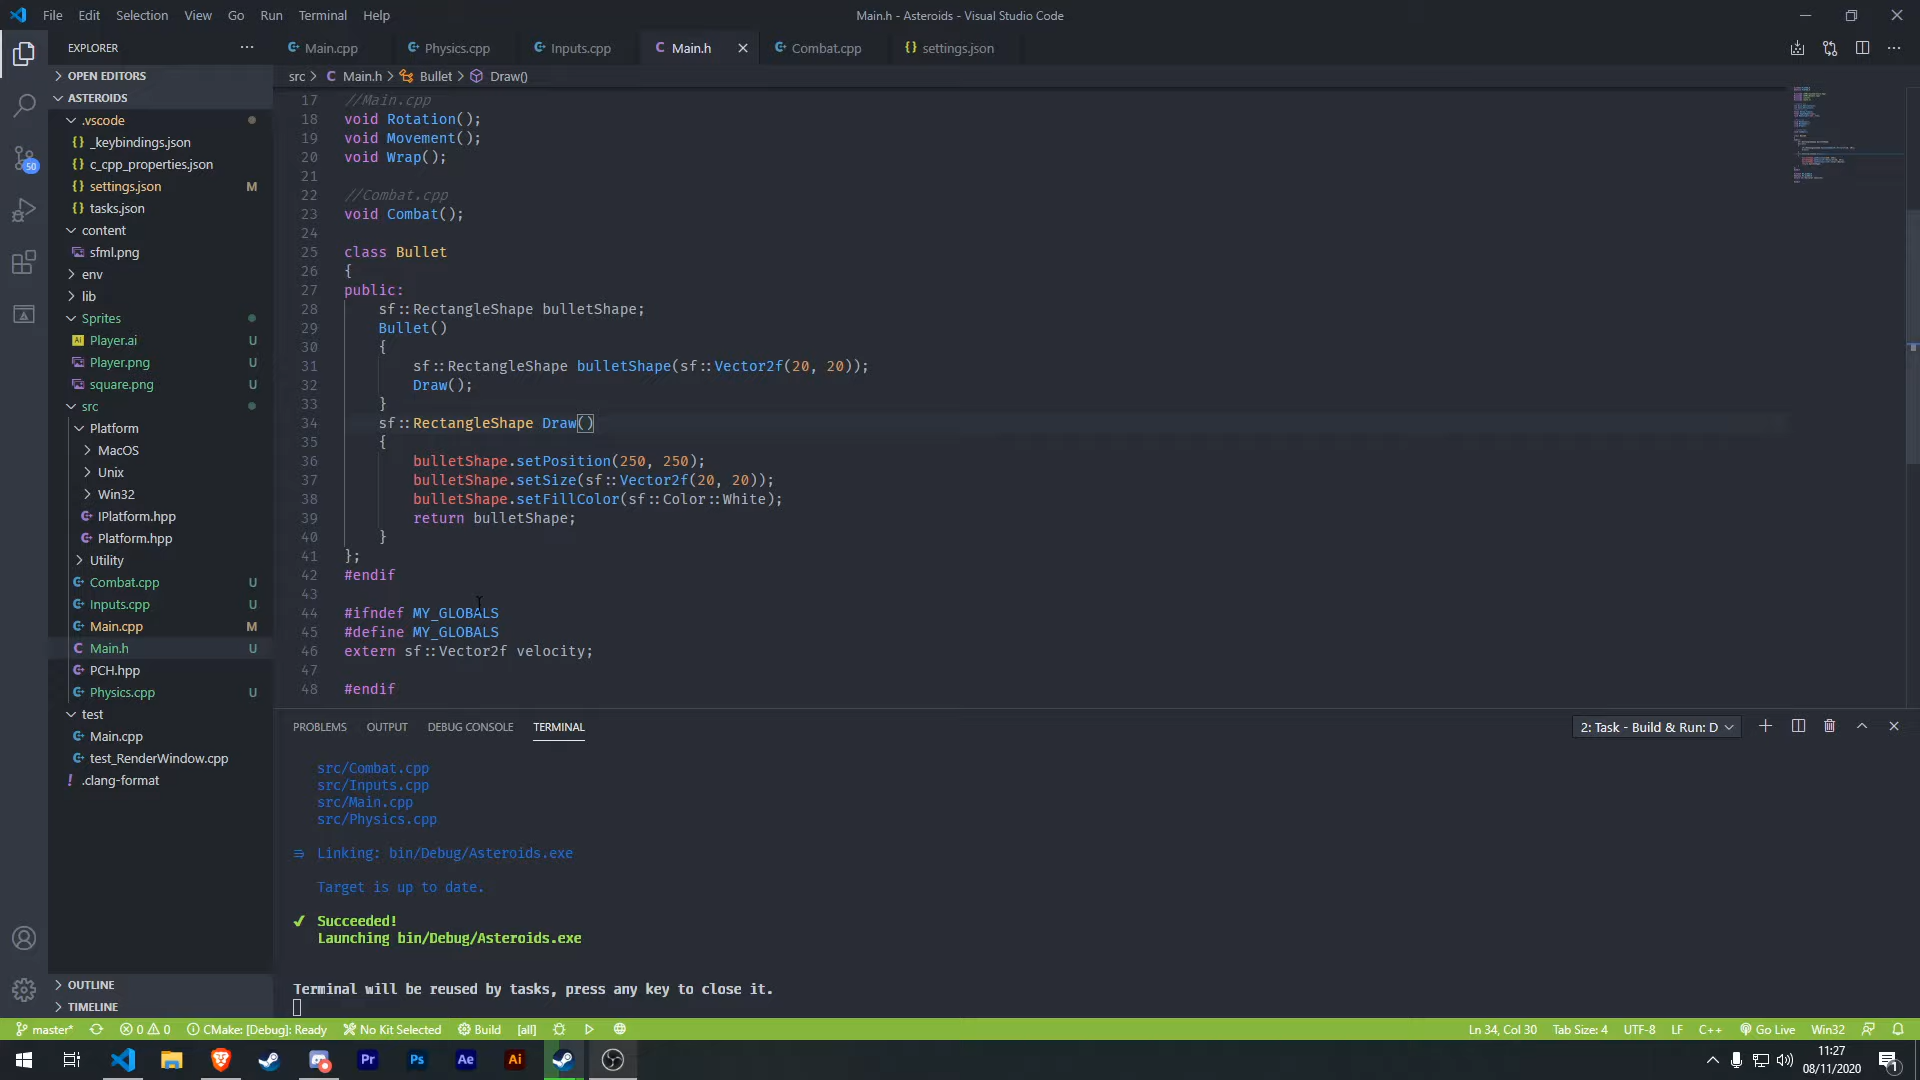 File Edit Selection View Go Run Terminal Help
Main.h - Asteroids - Visual Studio Code
EXPLORER
Main.cpp
Physics.cpp
Inputs.cpp
Main.h
Combat.cpp
settings.json
src > Main.h > Bullet > Draw()
OPEN EDITORS
ASTEROIDS
.vscode
_keybindings.json
c_cpp_properties.json
settings.json M
tasks.json
content
sfml.png
env
lib
Sprites
Player.ai U
Player.png U
square.png U
src
Platform
MacOS
Unix
Win32
IPlatform.hpp
Platform.hpp
Utility
Combat.cpp U
Inputs.cpp U
Main.cpp M
Main.h U
PCH.hpp
Physics.cpp U
test
Main.cpp
test_RenderWindow.cpp
.clang-format
OUTLINE
TIMELINE
50
17 //Main.cpp
18 void Rotation();
19 void Movement();
20 void Wrap();
21
22 //Combat.cpp
23 void Combat();
24
25 class Bullet
26 {
27 public:
28 sf::RectangleShape bulletShape;
29 Bullet()
30 {
31 sf::RectangleShape bulletShape(sf::Vector2f(20, 20));
32 Draw();
33 }
34 sf::RectangleShape Draw()
35 {
36 bulletShape.setPosition(250, 250);
37 bulletShape.setSize(sf::Vector2f(20, 20));
38 bulletShape.setFillColor(sf::Color::White);
39 return bulletShape;
40 }
41 };
42 #endif
43
44 #ifndef MY_GLOBALS
45 #define MY_GLOBALS
46 extern sf::Vector2f velocity;
47
48 #endif
PROBLEMS OUTPUT DEBUG CONSOLE TERMINAL
2: Task - Build & Run: D
src/Combat.cpp
src/Inputs.cpp
src/Main.cpp
src/Physics.cpp
Linking: bin/Debug/Asteroids.exe
Target is up to date.
✔ Succeeded!
Launching bin/Debug/Asteroids.exe
Terminal will be reused by tasks, press any key to close it.
master* 0 0 CMake: [Debug]: Ready No Kit Selected Build [all]
Ln 34, Col 30 Tab Size: 4 UTF-8 LF C++ Go Live Win32
Pr Ps Ae Ai
11:27
08/11/2020
1